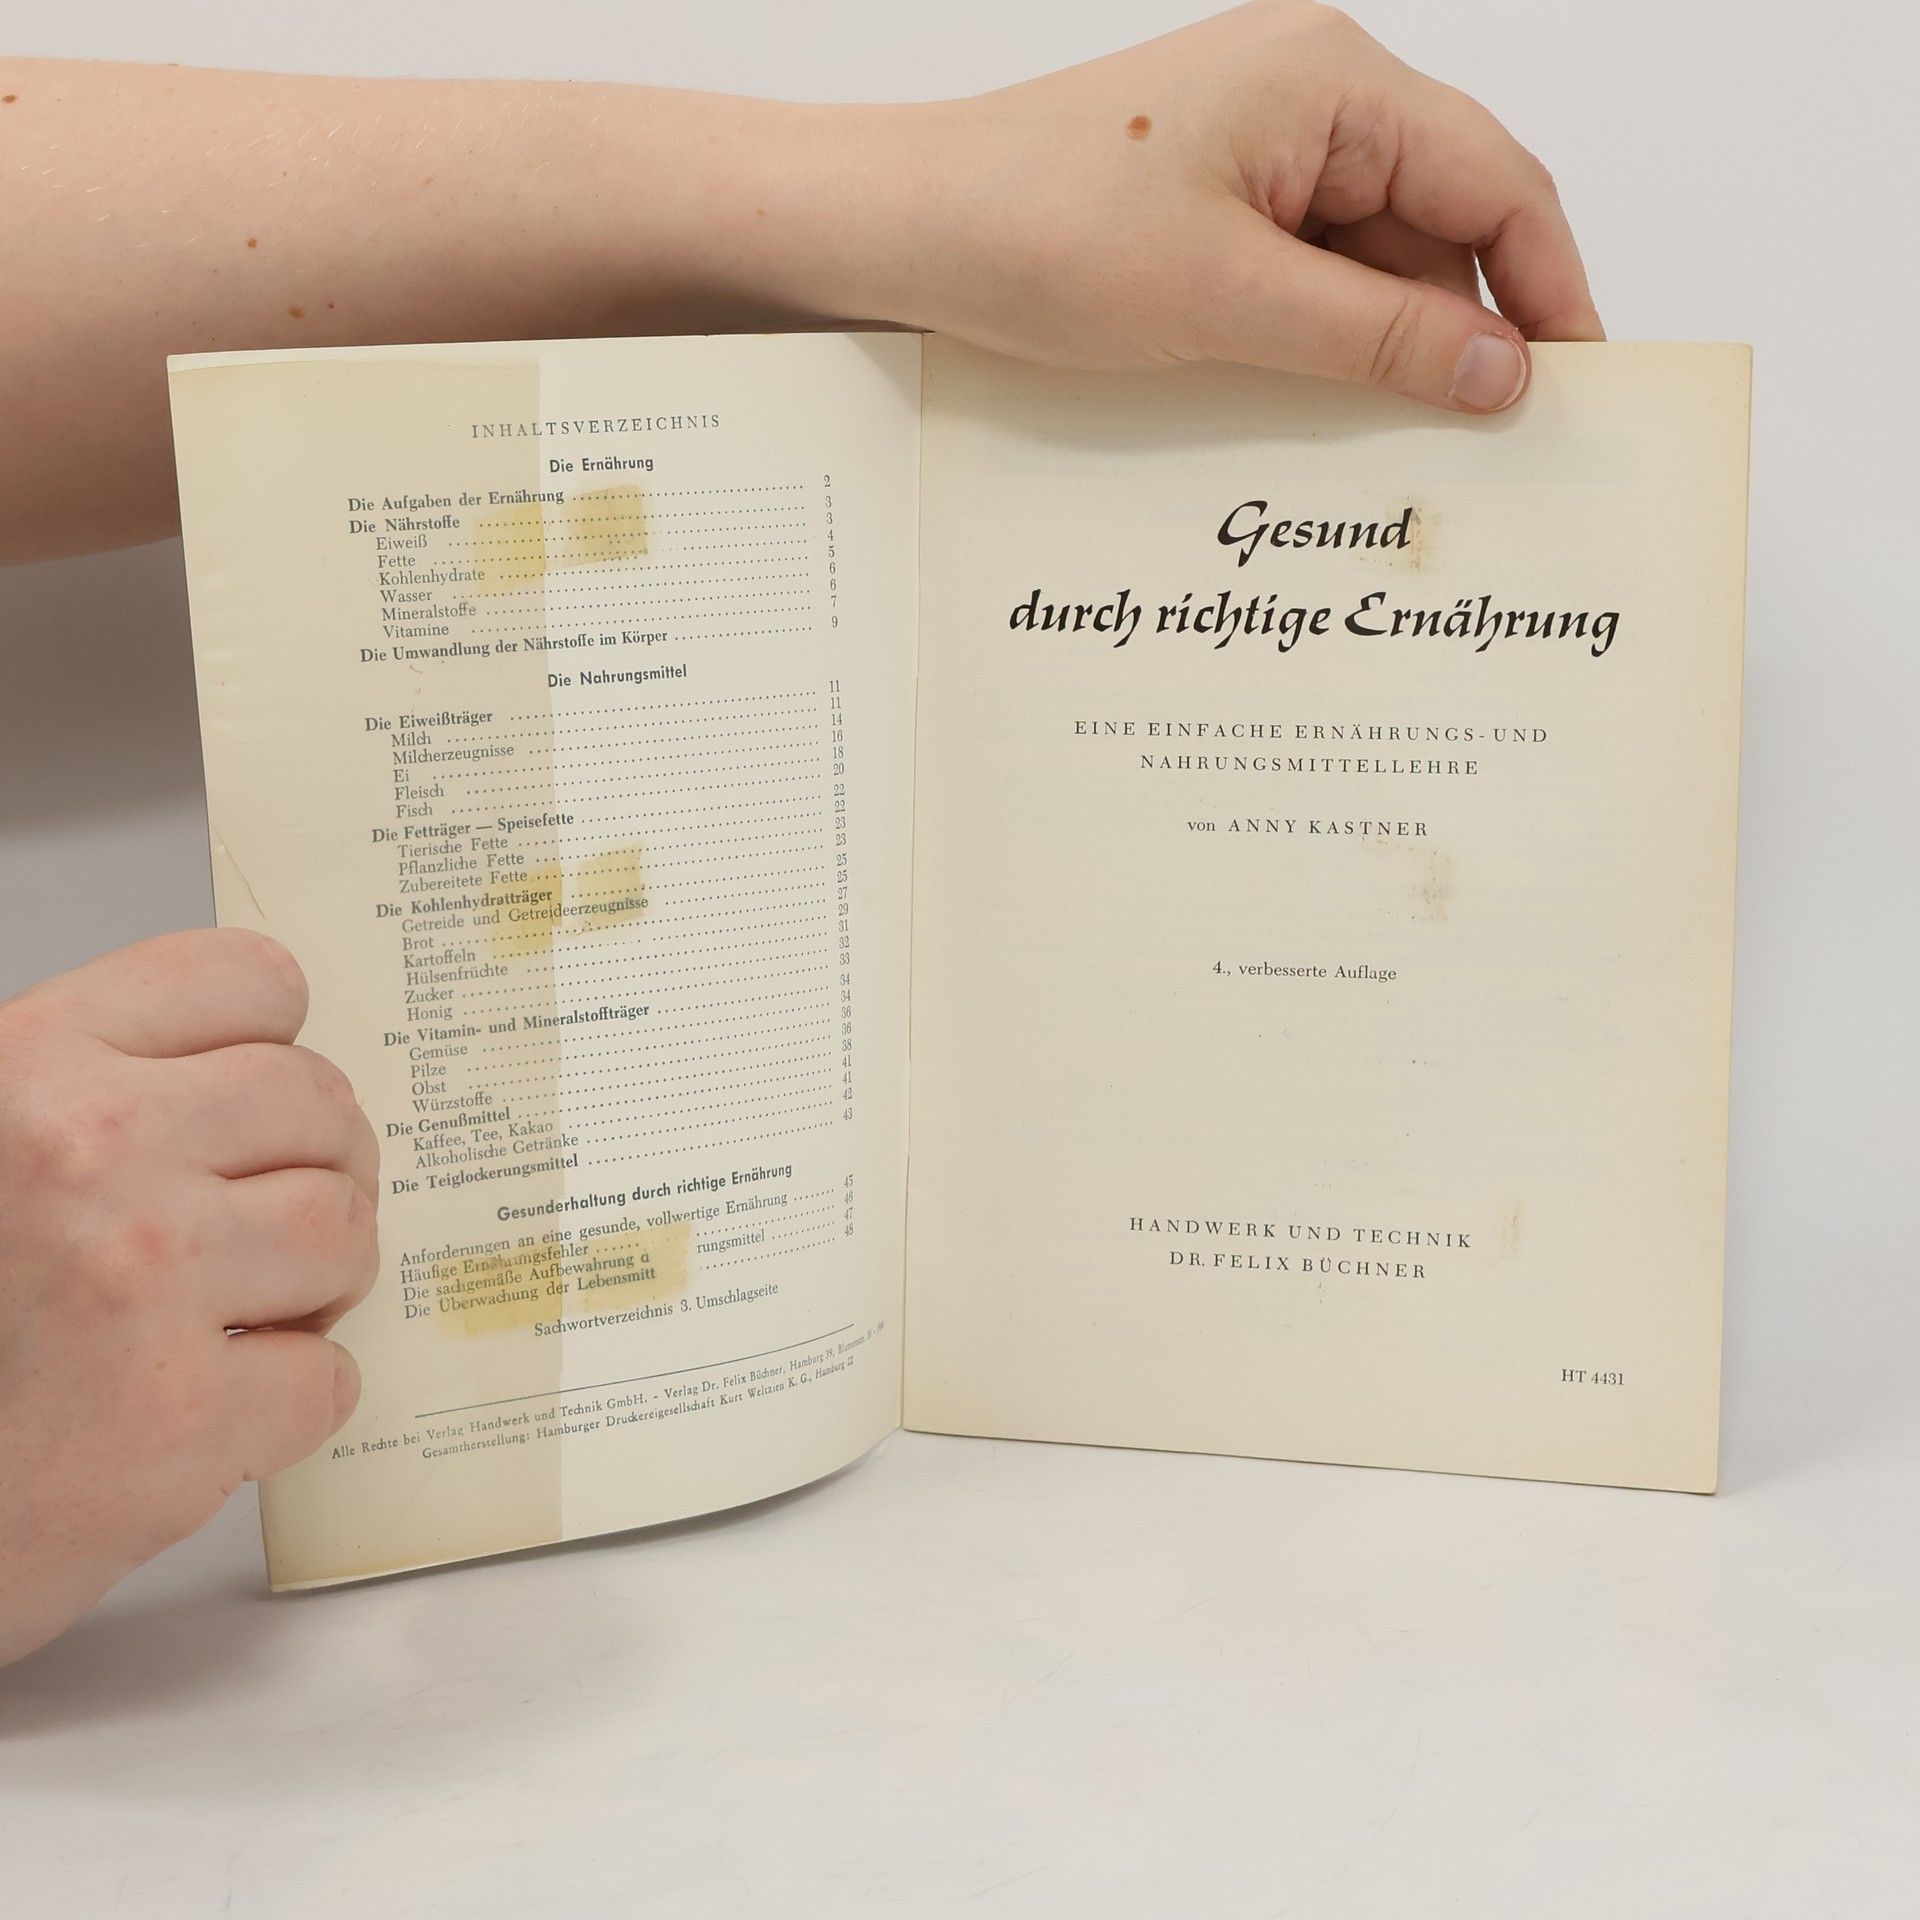 INHALTSVERZEICHNIS
Die Ernährung
Die Aufgaben der Ernährung 2
Die Nährstoffe 3
Eiweiß 3
Fette 4
Kohlenhydrate 5
Wasser 6
Mineralstoffe 6
Vitamine 7
Die Umwandlung der Nährstoffe im Körper 9
Die Nahrungsmittel
Die Eiweißträger 11
Milch 11
Milcherzeugnisse 14
Ei 16
Fleisch 18
Fisch 20
Die Fetträger — Speisefette 22
Tierische Fette 22
Pflanzliche Fette 23
Zubereitete Fette 23
Die Kohlenhydratträger 25
Getreide und Getreideerzeugnisse 25
Brot 27
Kartoffeln 29
Hülsenfrüchte 31
Zucker 32
Honig 33
Die Vitamin- und Mineralstoffträger 34
Gemüse 34
Pilze 36
Obst 36
Würzstoffe 38
Die Genußmittel 41
Kaffee, Tee, Kakao 41
Alkoholische Getränke 42
Die Teiglockerungsmittel 43
Gesunderhaltung durch richtige Ernährung
Anforderungen an eine gesunde, vollwertige Ernährung 45
Häufige Ernährungsfehler 46
Die sachgemäße Aufbewahrung rungsmittel 47
Die Überwachung der Lebensmitt 48
Sachwortverzeichnis 3. Umschlagseite
Alle Rechte bei Verlag Handwerk und Technik GmbH. - Verlag Dr. Felix Büchner, Hamburg 39,
Gesamtherstellung: Hamburger Druckereigesellschaft Kurt Weltzien K. G., Hamburg 22
Gesund
durch richtige Ernährung
EINE EINFACHE ERNÄHRUNGS- UND
NAHRUNGSMITTELLEHRE
von ANNY KASTNER
4., verbesserte Auflage
HANDWERK UND TECHNIK
DR. FELIX BÜCHNER
HT 4431